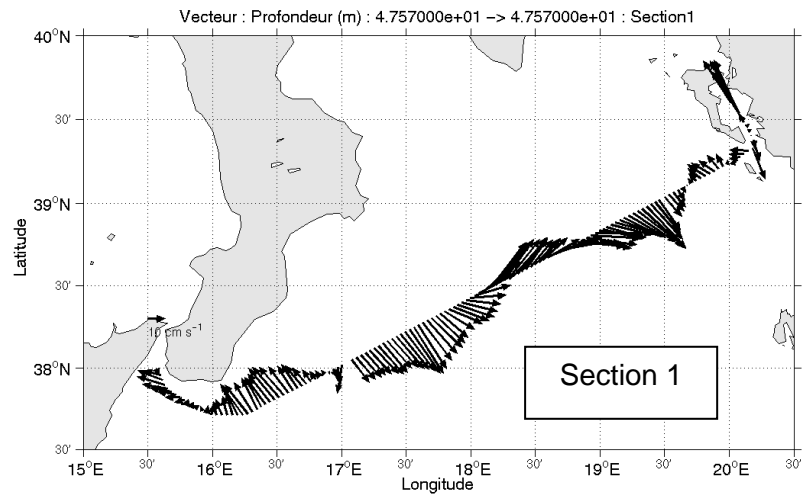 Vecteur : Profondeur (m) : 4.757000e+01 −> 4.757000e+01 : Section1
40°N
30'
39°N
30'
38°N
30'
Latitude
10 cm s⁻¹
Section 1
15°E 30' 16°E 30' 17°E 30' 18°E 30' 19°E 30' 20°E
Longitude